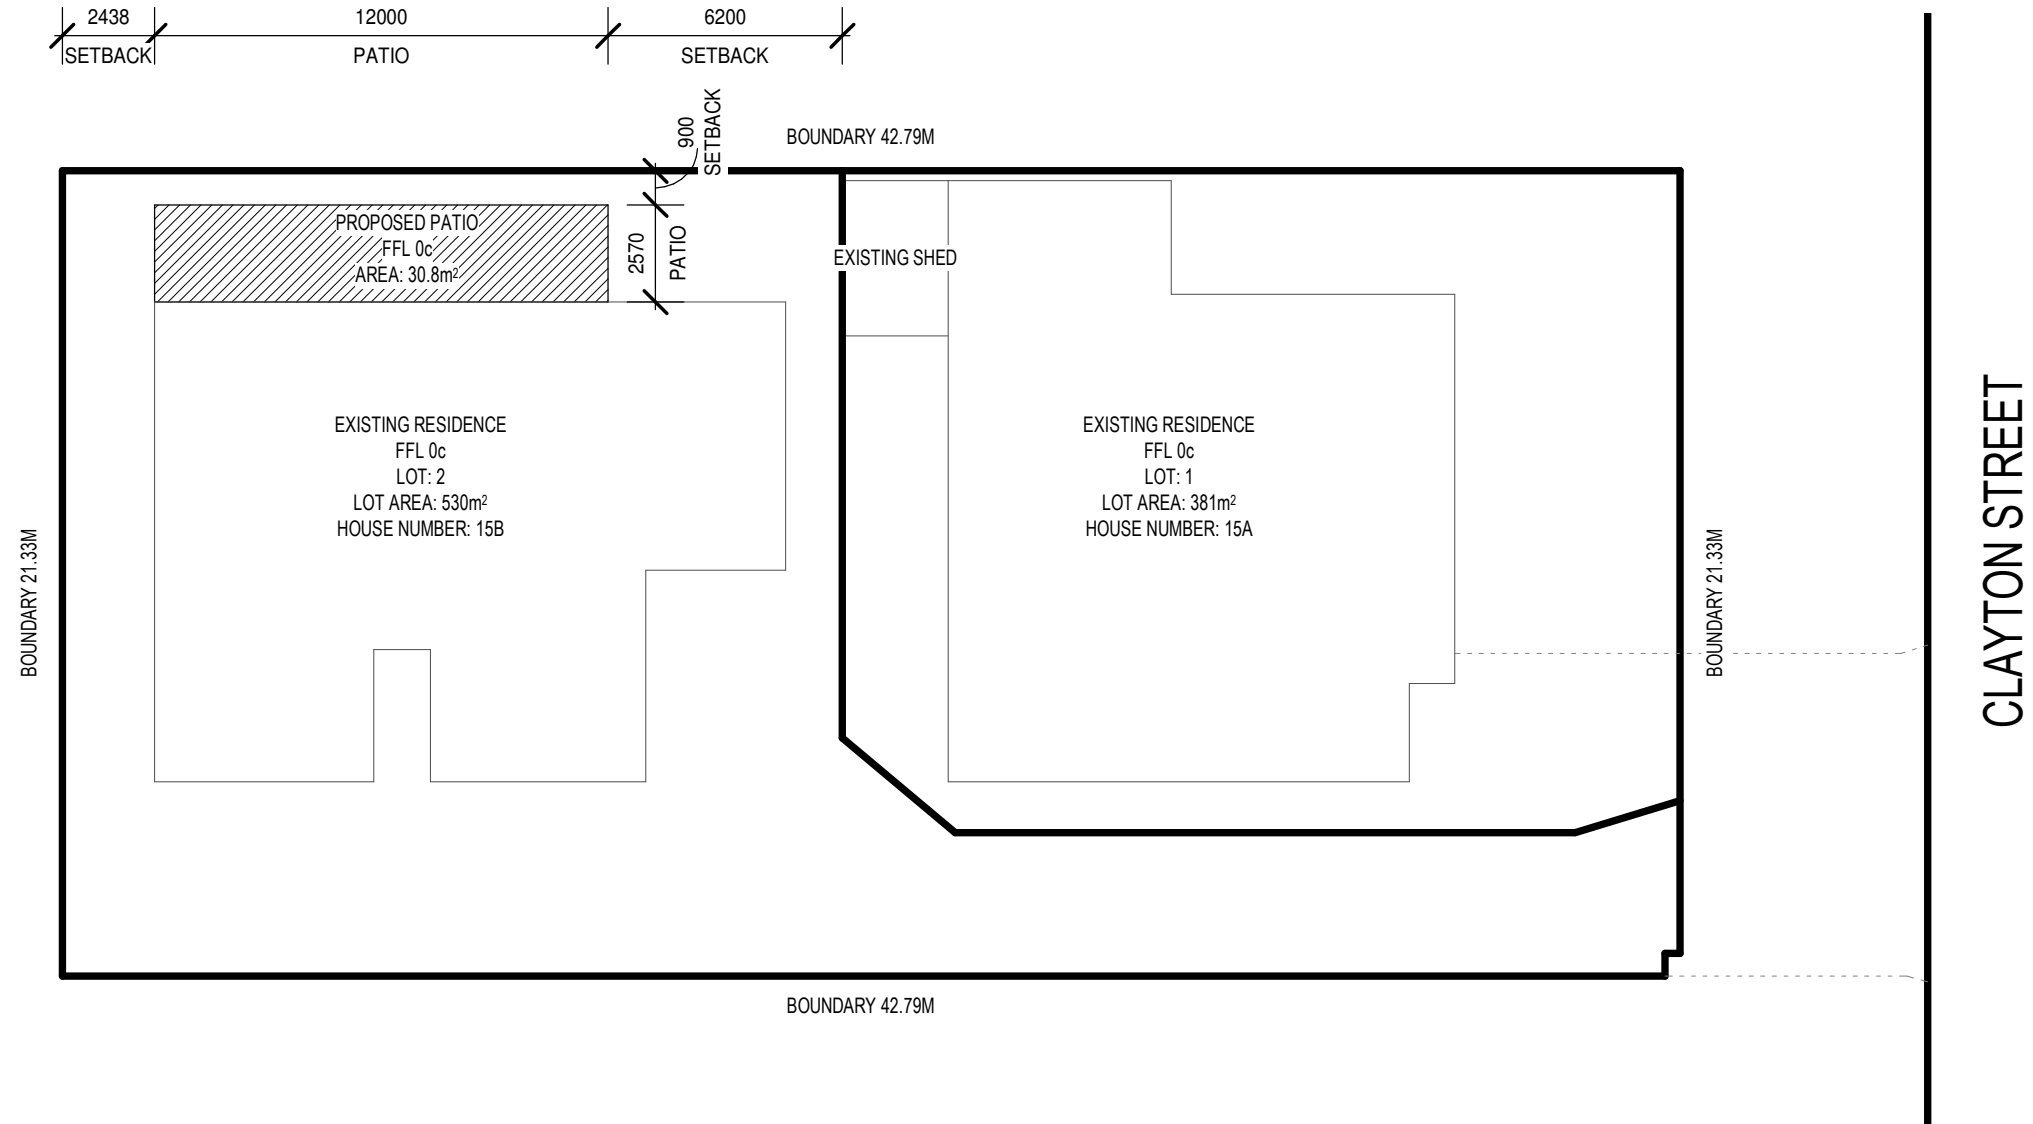 2438
12000
6200
SETBACK
PATIO
SETBACK
900
SETBACK
BOUNDARY 42.79M
PROPOSED PATIO
FFL 0c
AREA: 30.8m²
2570
PATIO
EXISTING SHED
EXISTING RESIDENCE
FFL 0c
LOT: 2
LOT AREA: 530m²
HOUSE NUMBER: 15B
EXISTING RESIDENCE
FFL 0c
LOT: 1
LOT AREA: 381m²
HOUSE NUMBER: 15A
BOUNDARY 21.33M
BOUNDARY 21.33M
CLAYTON STREET
BOUNDARY 42.79M